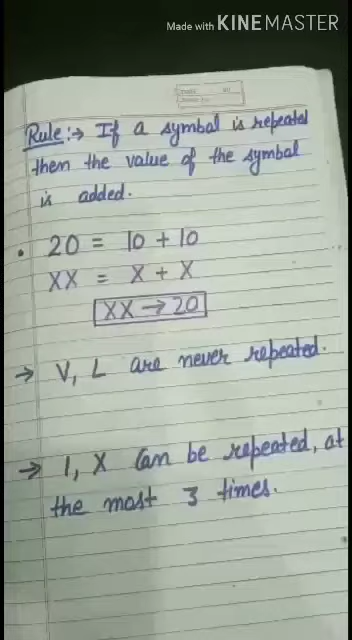 Made with KINEMASTER
Rule :→ If a symbol is repeated
then the value of the symbol
is added.
• 20 = 10 + 10
XX = X + X
XX → 20
→ V, L are never repeated.
→ I, X can be repeated, at
the most 3 times.